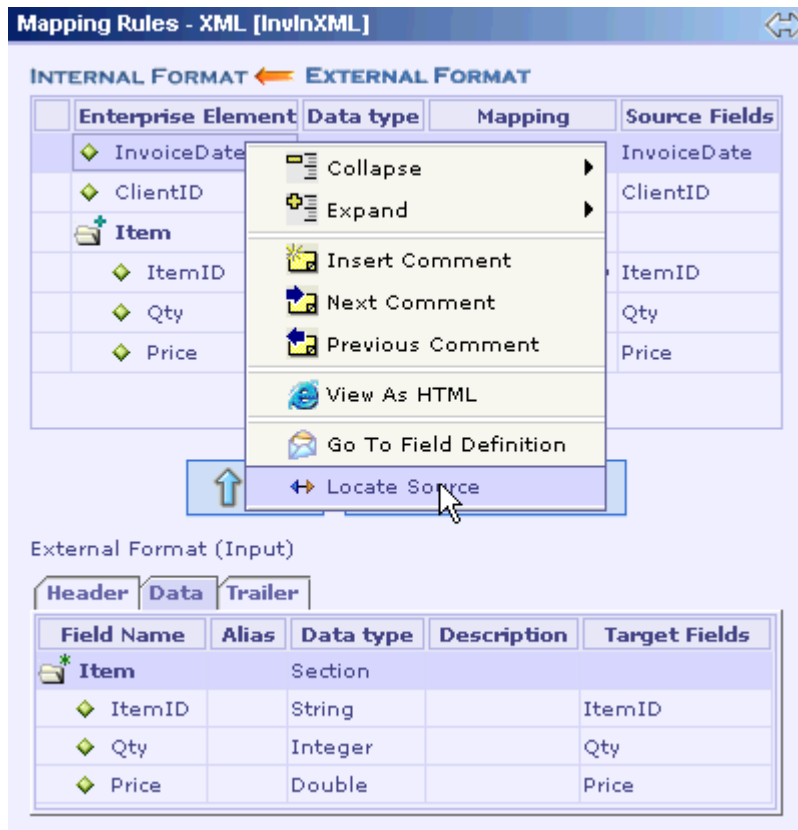 Mapping Rules - XML [InvInXML]
INTERNAL FORMAT EXTERNAL FORMAT
Enterprise Element Data type Mapping Source Fields
InvoiceDate InvoiceDate
ClientID ClientID
Item
ItemID ItemID
Qty Qty
Price Price
Collapse
Expand
Insert Comment
Next Comment
Previous Comment
View As HTML
Go To Field Definition
Locate Source
External Format (Input)
Header Data Trailer
Field Name Alias Data type Description Target Fields
Item Section
ItemID String ItemID
Qty Integer Qty
Price Double Price